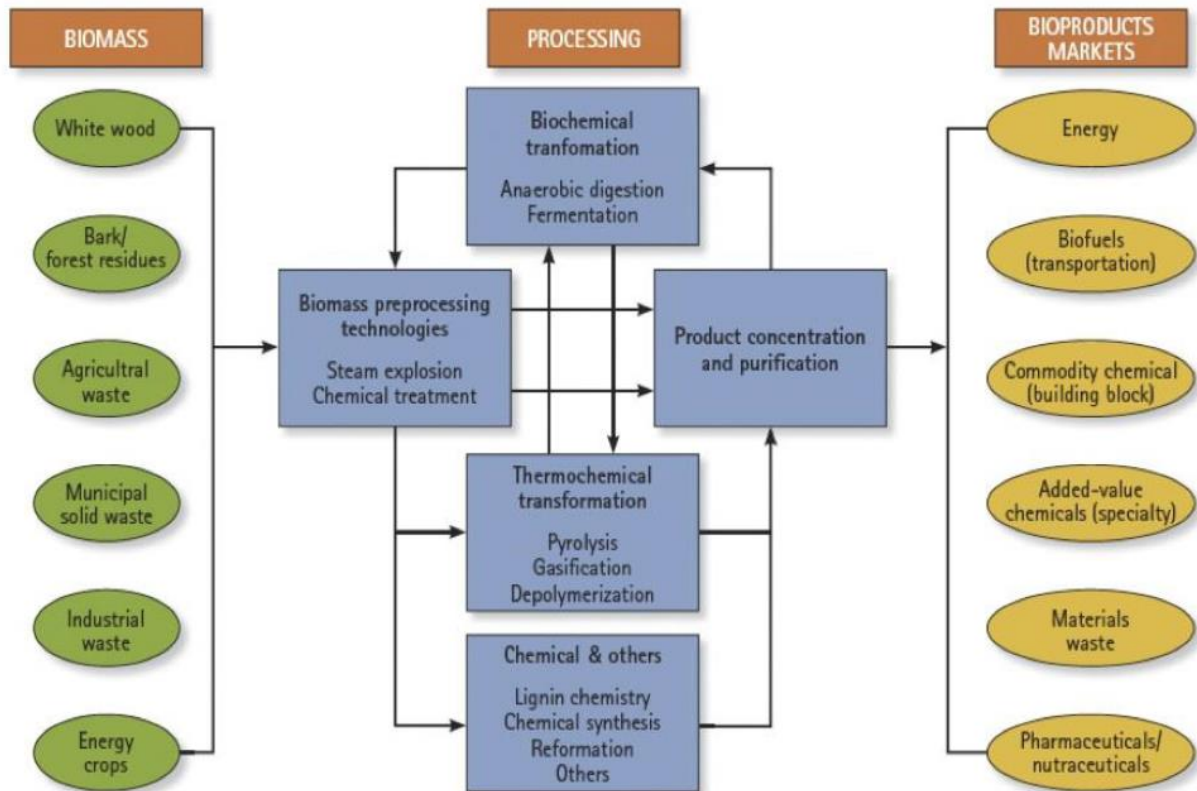 BIOMASS
White wood
Bark/
forest residues
Agricultral
waste
Municipal
solid waste
Industrial
waste
Energy
crops
PROCESSING
Biochemical
tranfomation
Anaerobic digestion
Fermentation
Biomass preprocessing
technologies
Steam explosion
Chemical treatment
Product concentration
and purification
Thermochemical
transformation
Pyrolysis
Gasification
Depolymerization
Chemical & others
Lignin chemistry
Chemical synthesis
Reformation
Others
BIOPRODUCTS
MARKETS
Energy
Biofuels
(transportation)
Commodity chemical
(building block)
Added-value
chemicals (specialty)
Materials
waste
Pharmaceuticals/
nutraceuticals